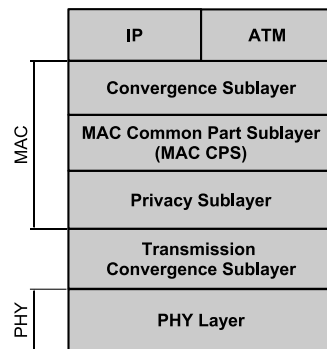 IP
ATM
MAC
Convergence Sublayer
MAC Common Part Sublayer
(MAC CPS)
Privacy Sublayer
Transmission
Convergence Sublayer
PHY
PHY Layer